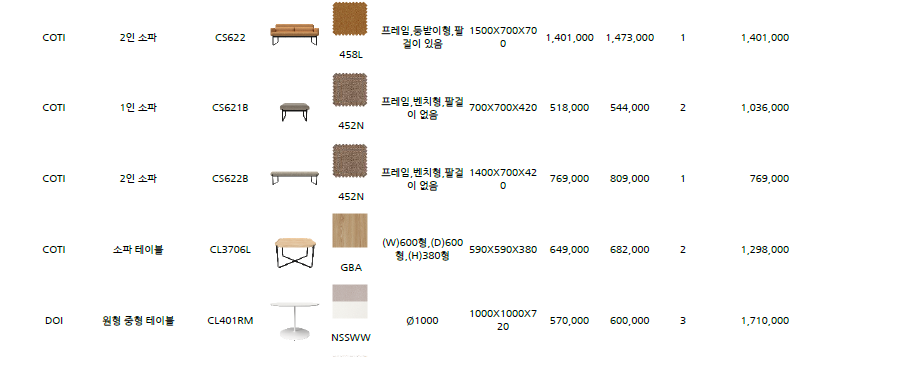 COTI 2인 소파 CS622 458L 프레임,등받이형,팔걸이 있음 1500X700X700 1,401,000 1,473,000 1 1,401,000
COTI 1인 소파 CS621B 452N 프레임,벤치형,팔걸이 없음 700X700X420 518,000 544,000 2 1,036,000
COTI 2인 소파 CS622B 452N 프레임,벤치형,팔걸이 없음 1400X700X420 769,000 809,000 1 769,000
COTI 소파 테이블 CL3706L GBA (W)600형,(D)600형,(H)380형 590X590X380 649,000 682,000 2 1,298,000
DOI 원형 중형 테이블 CL401RM NSSWW Ø1000 1000X1000X720 570,000 600,000 3 1,710,000